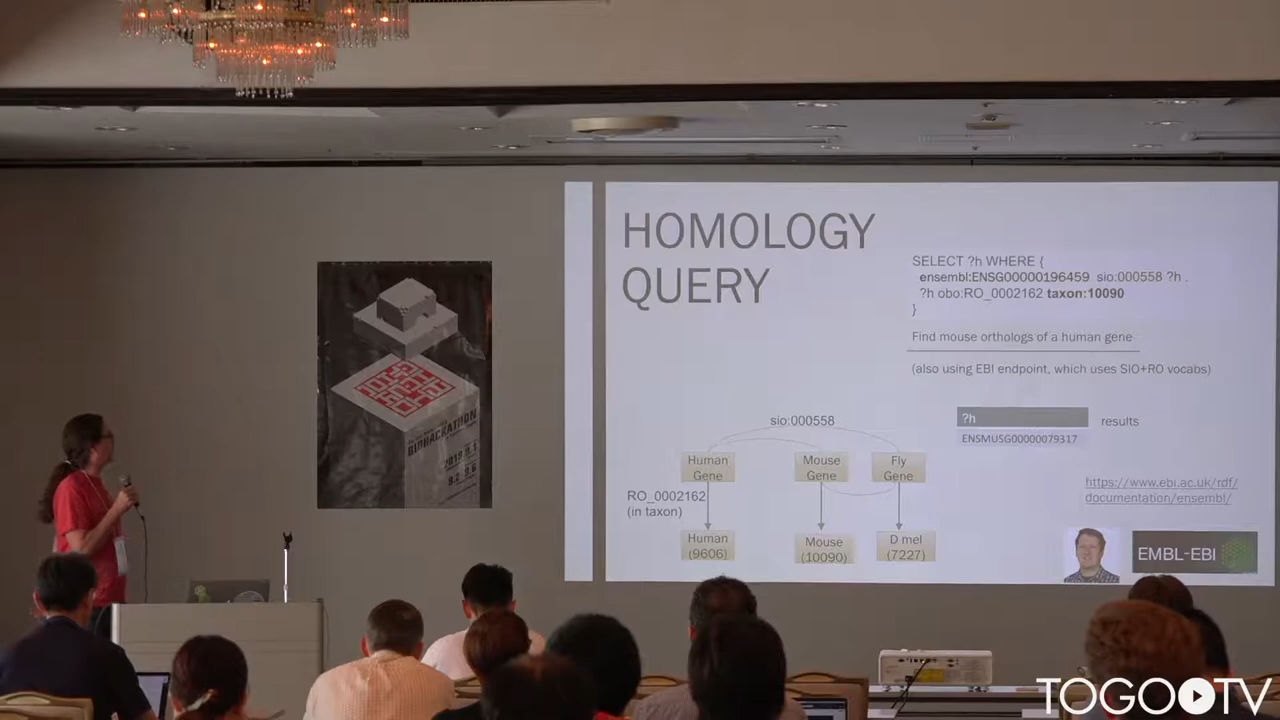 HOMOLOGY
QUERY
SELECT ?h WHERE {
ensembl:ENSG00000196459 sio:000558 ?h .
?h obo:RO_0002162 taxon:10090
}
Find mouse orthologs of a human gene
(also using EBI endpoint, which uses SIO+RO vocabs)
?h
results
ENSMUSG00000079317
sio:000558
Human
Gene
Mouse
Gene
Fly
Gene
RO_0002162
(in taxon)
Human
(9606)
Mouse
(10090)
D mel
(7227)
https://www.ebi.ac.uk/rdf/
documentation/ensembl/
EMBL-EBI
BIOHACKATHON
TOGO TV